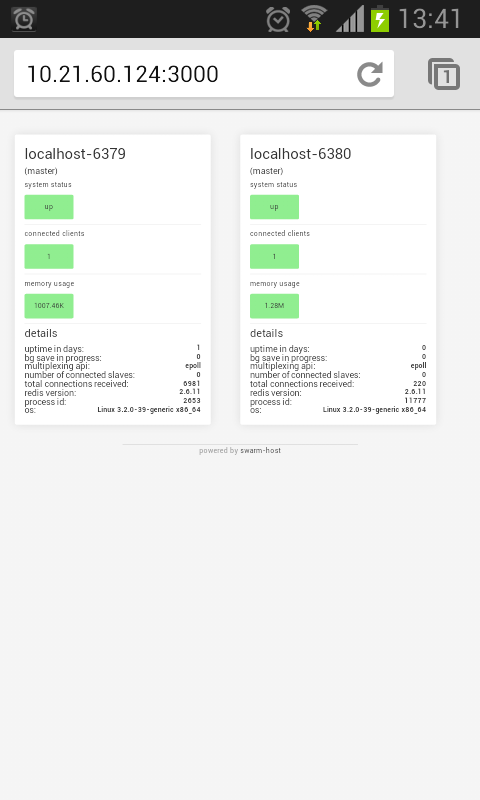 13:41
10.21.60.124:3000
1
localhost-6379
(master)
system status
up
connected clients
1
memory usage
1007.46K
details
uptime in days: 1
bg save in progress: 0
multiplexing api: epoll
number of connected slaves: 0
total connections received: 6981
redis version: 2.6.11
process id: 2653
os: Linux 3.2.0-39-generic x86_64
localhost-6380
(master)
system status
up
connected clients
1
memory usage
1.28M
details
uptime in days: 0
bg save in progress: 0
multiplexing api: epoll
number of connected slaves: 0
total connections received: 220
redis version: 2.6.11
process id: 11777
os: Linux 3.2.0-39-generic x86_64
powered by swarm-host